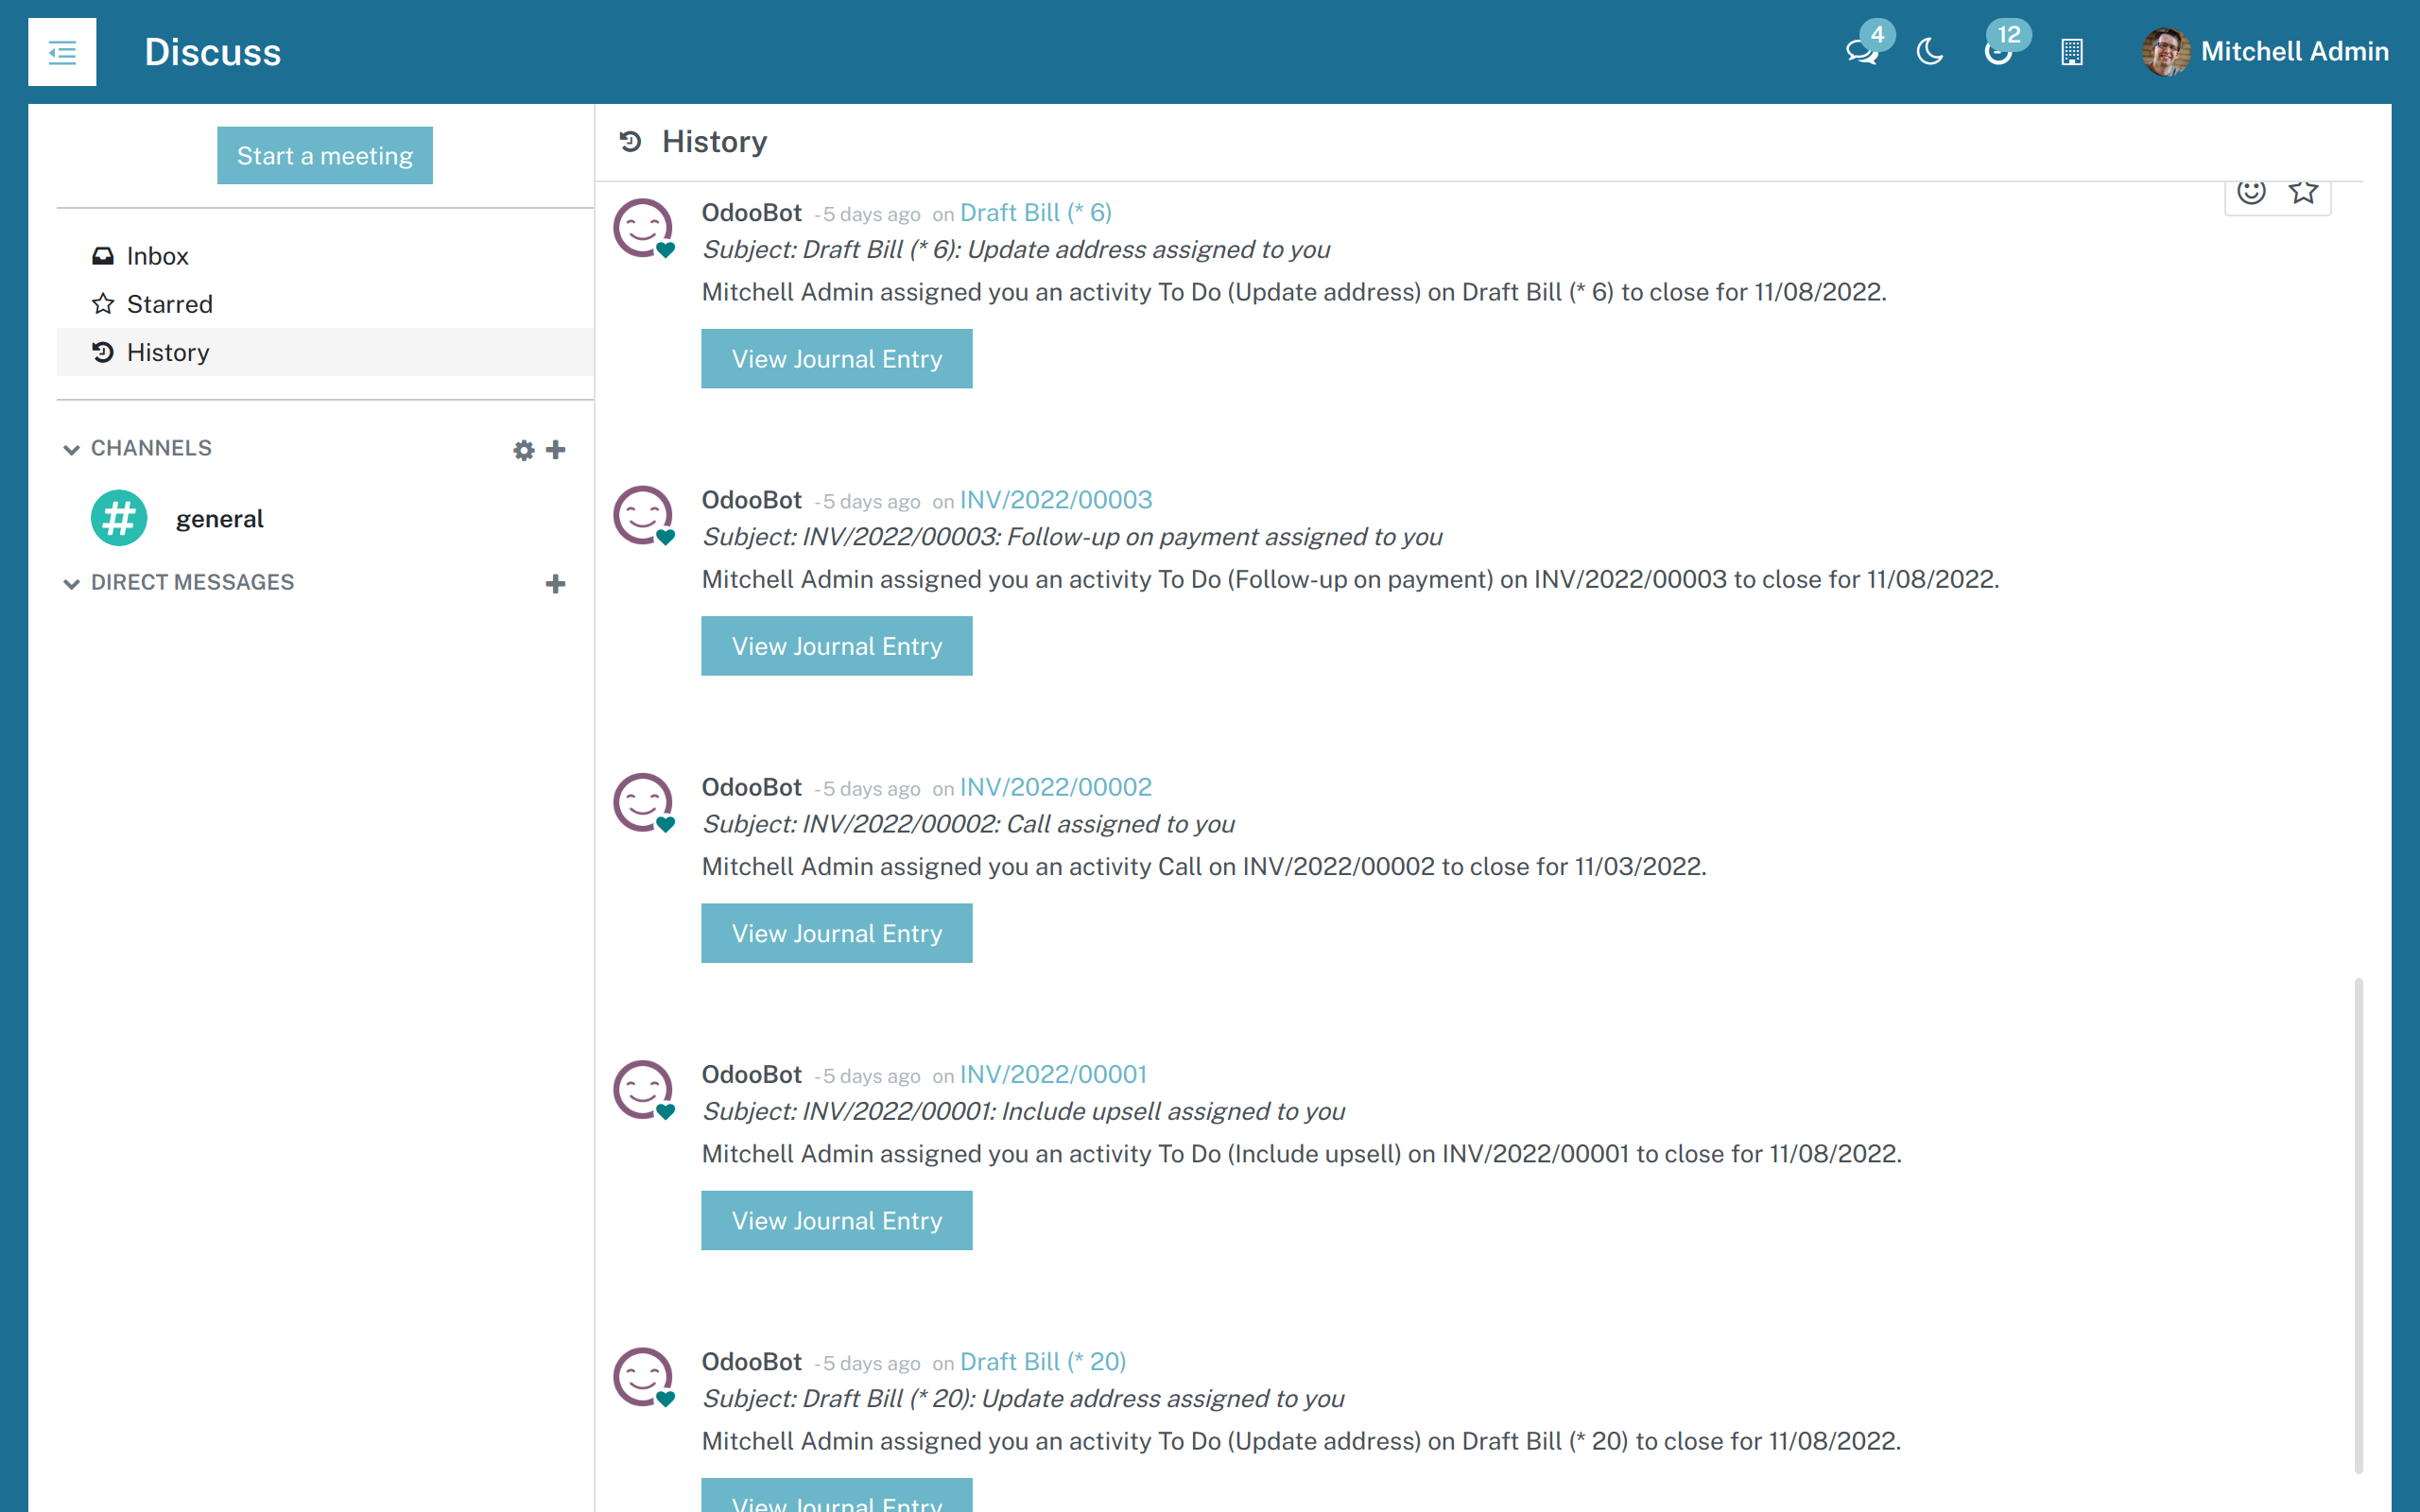 Discuss
4
12
Mitchell Admin
Start a meeting
Inbox
Starred
History
CHANNELS
general
DIRECT MESSAGES
History
OdooBot - 5 days ago on Draft Bill (* 6)
Subject: Draft Bill (* 6): Update address assigned to you
Mitchell Admin assigned you an activity To Do (Update address) on Draft Bill (* 6) to close for 11/08/2022.
View Journal Entry
OdooBot - 5 days ago on INV/2022/00003
Subject: INV/2022/00003: Follow-up on payment assigned to you
Mitchell Admin assigned you an activity To Do (Follow-up on payment) on INV/2022/00003 to close for 11/08/2022.
View Journal Entry
OdooBot - 5 days ago on INV/2022/00002
Subject: INV/2022/00002: Call assigned to you
Mitchell Admin assigned you an activity Call on INV/2022/00002 to close for 11/03/2022.
View Journal Entry
OdooBot - 5 days ago on INV/2022/00001
Subject: INV/2022/00001: Include upsell assigned to you
Mitchell Admin assigned you an activity To Do (Include upsell) on INV/2022/00001 to close for 11/08/2022.
View Journal Entry
OdooBot - 5 days ago on Draft Bill (* 20)
Subject: Draft Bill (* 20): Update address assigned to you
Mitchell Admin assigned you an activity To Do (Update address) on Draft Bill (* 20) to close for 11/08/2022.
View Journal Entry